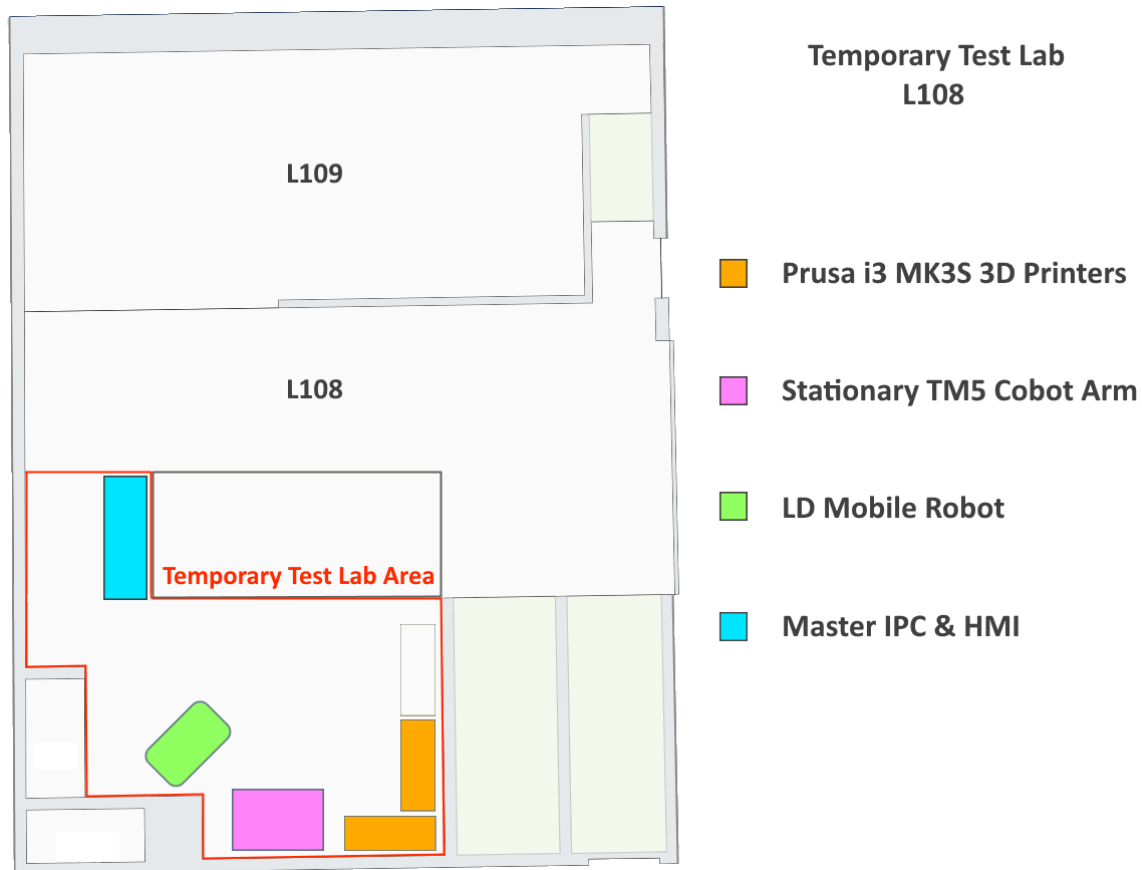 Temporary Test Lab
L108
L109
Prusa i3 MK3S 3D Printers
L108
Stationary TM5 Cobot Arm
LD Mobile Robot
Temporary Test Lab Area
Master IPC & HMI